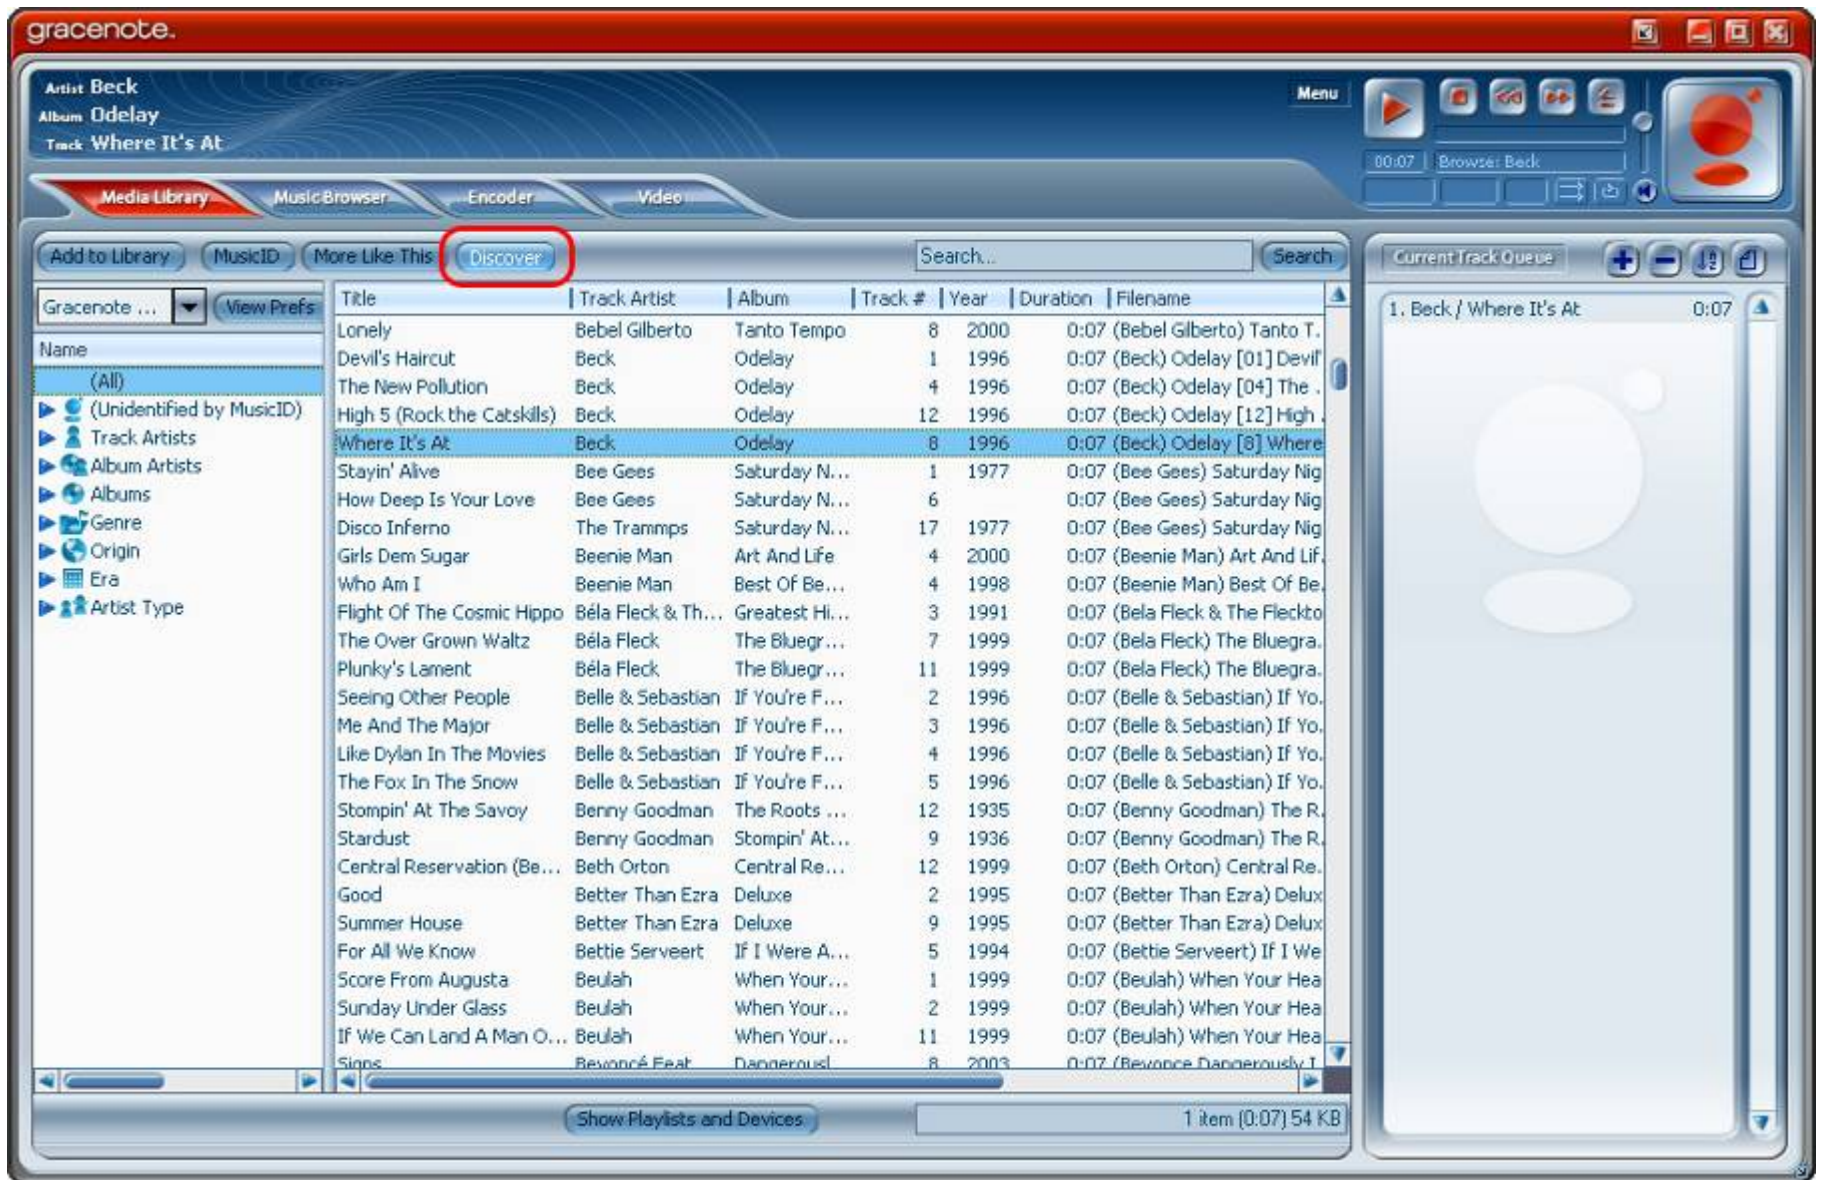 gracenote.
Artist Beck
Album Odelay
Track Where It's At
Menu
00:07 Browse: Beck
Media Library Music Browser Encoder Video
Add to Library MusicID More Like This Discover Search... Search
Current Track Queue
Gracenote ... View Prefs
Name
(All)
(Unidentified by MusicID)
Track Artists
Album Artists
Albums
Genre
Origin
Era
Artist Type
Title Track Artist Album Track # Year Duration Filename
Lonely Bebel Gilberto Tanto Tempo 8 2000 0:07 (Bebel Gilberto) Tanto T.
Devil's Haircut Beck Odelay 1 1996 0:07 (Beck) Odelay [01] Devil'
The New Pollution Beck Odelay 4 1996 0:07 (Beck) Odelay [04] The .
High 5 (Rock the Catskills) Beck Odelay 12 1996 0:07 (Beck) Odelay [12] High .
Where It's At Beck Odelay 8 1996 0:07 (Beck) Odelay [8] Where
Stayin' Alive Bee Gees Saturday N... 1 1977 0:07 (Bee Gees) Saturday Nig
How Deep Is Your Love Bee Gees Saturday N... 6 0:07 (Bee Gees) Saturday Nig
Disco Inferno The Trammps Saturday N... 17 1977 0:07 (Bee Gees) Saturday Nig
Girls Dem Sugar Beenie Man Art And Life 4 2000 0:07 (Beenie Man) Art And Lif.
Who Am I Beenie Man Best Of Be... 4 1998 0:07 (Beenie Man) Best Of Be.
Flight Of The Cosmic Hippo Béla Fleck & Th... Greatest Hi... 3 1991 0:07 (Bela Fleck & The Fleckto
The Over Grown Waltz Béla Fleck The Bluegr... 7 1999 0:07 (Bela Fleck) The Bluegra.
Plunky's Lament Béla Fleck The Bluegr... 11 1999 0:07 (Bela Fleck) The Bluegra.
Seeing Other People Belle & Sebastian If You're F... 2 1996 0:07 (Belle & Sebastian) If Yo.
Me And The Major Belle & Sebastian If You're F... 3 1996 0:07 (Belle & Sebastian) If Yo.
Like Dylan In The Movies Belle & Sebastian If You're F... 4 1996 0:07 (Belle & Sebastian) If Yo.
The Fox In The Snow Belle & Sebastian If You're F... 5 1996 0:07 (Belle & Sebastian) If Yo.
Stompin' At The Savoy Benny Goodman The Roots ... 12 1935 0:07 (Benny Goodman) The R.
Stardust Benny Goodman Stompin' At... 9 1936 0:07 (Benny Goodman) The R.
Central Reservation (Be... Beth Orton Central Re... 12 1999 0:07 (Beth Orton) Central Re.
Good Better Than Ezra Deluxe 2 1995 0:07 (Better Than Ezra) Delux
Summer House Better Than Ezra Deluxe 9 1995 0:07 (Better Than Ezra) Delux
For All We Know Bettie Serveert If I Were A... 5 1994 0:07 (Bettie Serveert) If I We
Score From Augusta Beulah When Your... 1 1999 0:07 (Beulah) When Your Hea
Sunday Under Glass Beulah When Your... 2 1999 0:07 (Beulah) When Your Hea
If We Can Land A Man O... Beulah When Your... 11 1999 0:07 (Beulah) When Your Hea
Signs Beyoncé Feat Dangerousl 8 2003 0:07 (Beyonce Dangerously I
1. Beck / Where It's At 0:07
Show Playlists and Devices 1 item (0:07) 54 KB